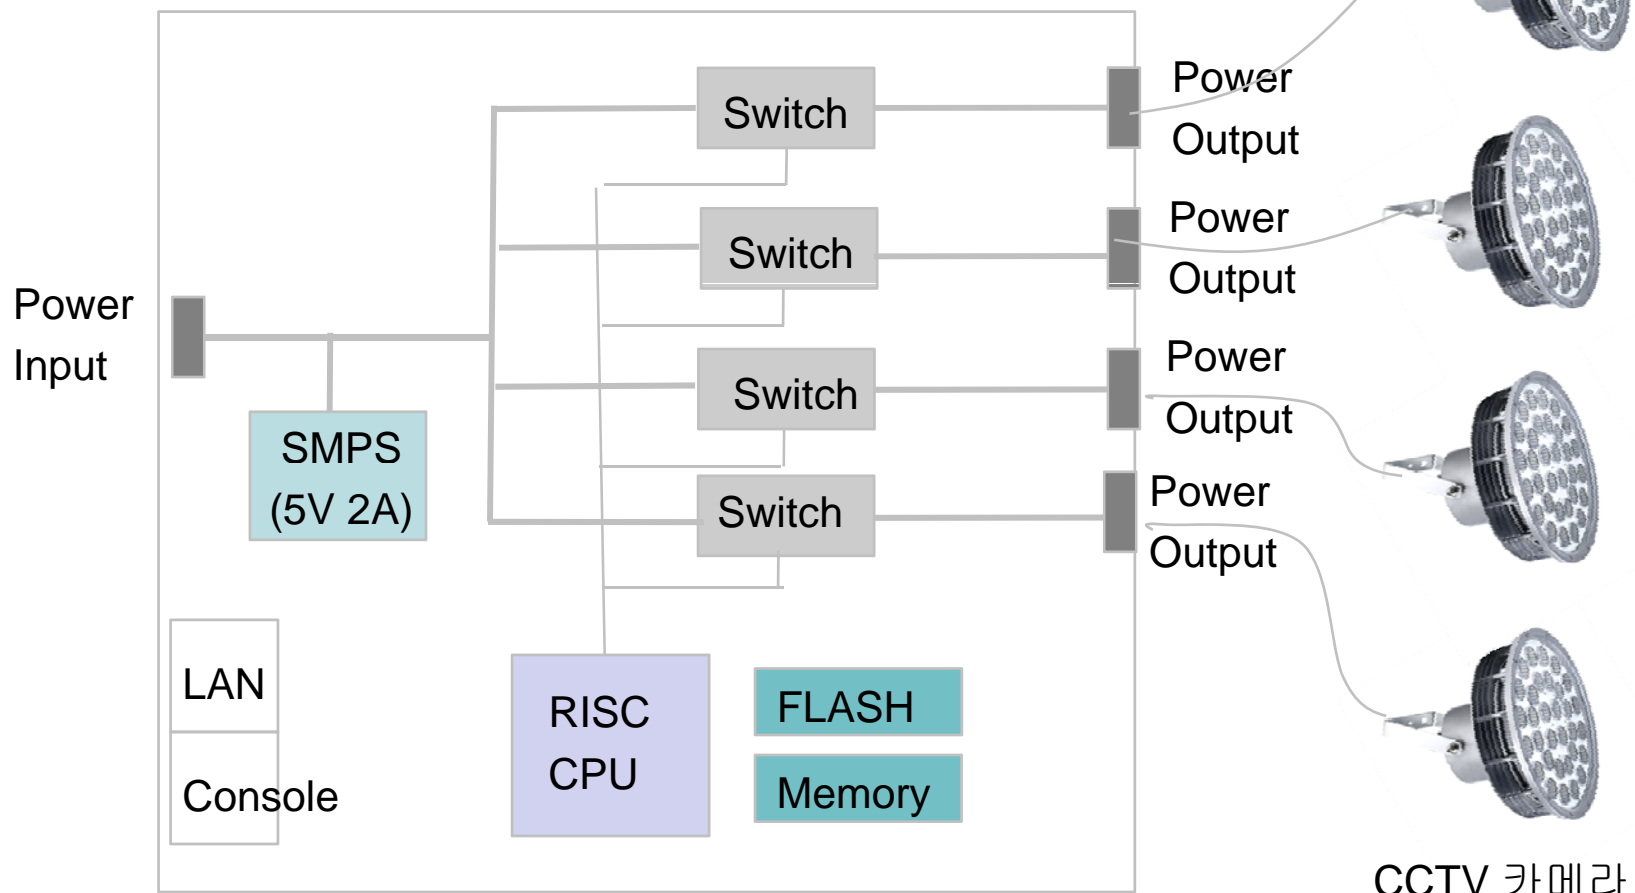 Power
Output
Switch
Power
Output
Switch
Power
Input
Power
Output
Switch
SMPS
(5V 2A)
Power
Output
Switch
LAN
Console
RISC
CPU
FLASH
Memory
CCTV 카메라